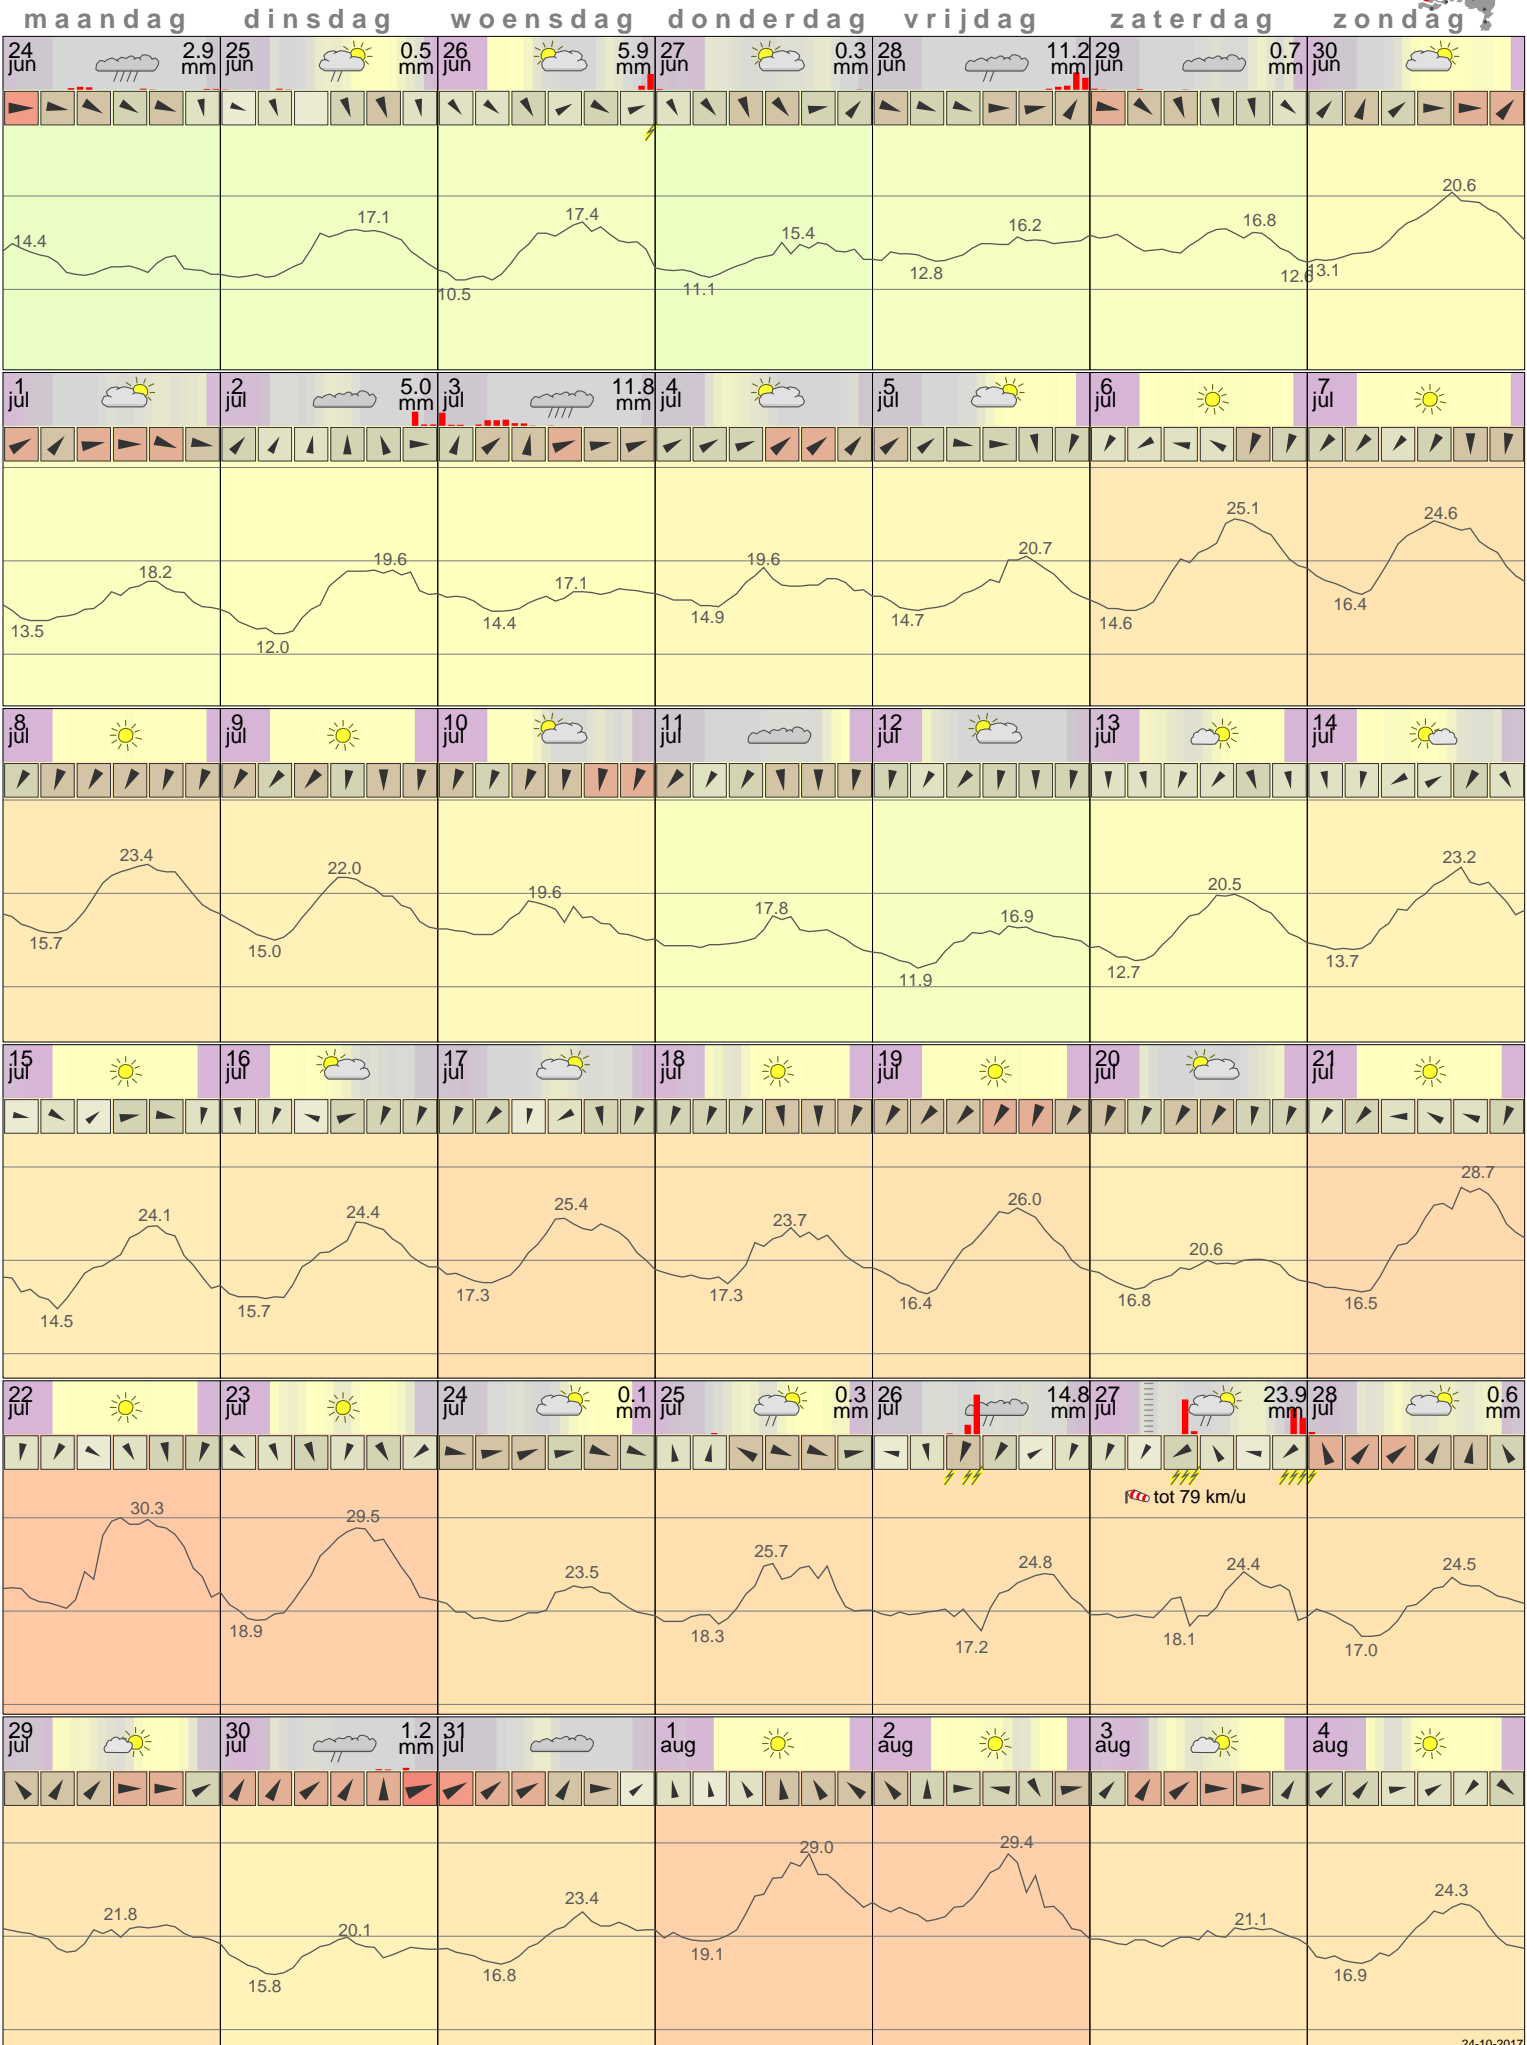 maandag dinsdag woensdag donderdag vrijdag zaterdag zondag
24 jun 2.9 mm 25 jun 0.5 mm 26 jun 5.9 mm 27 jun 0.3 mm 28 jun 11.2 mm 29 jun 0.7 mm 30 jun
14.4 17.1 10.5 17.4 11.1 15.4 12.8 16.2 16.8 12.6 13.1 20.6
1 jul 2 jul 5.0 mm 3 jul 11.8 mm 4 jul 5 jul 6 jul 7 jul
13.5 18.2 12.0 19.6 14.4 17.1 14.9 19.6 14.7 20.7 14.6 25.1 16.4 24.6
8 jul 9 jul 10 jul 11 jul 12 jul 13 jul 14 jul
15.7 23.4 15.0 22.0 19.6 17.8 11.9 16.9 12.7 20.5 13.7 23.2
15 jul 16 jul 17 jul 18 jul 19 jul 20 jul 21 jul
14.5 24.1 15.7 24.4 17.3 25.4 17.3 23.7 16.4 26.0 16.8 20.6 16.5 28.7
22 jul 23 jul 24 jul 0.1 mm 25 jul 0.3 mm 26 jul 14.8 mm 27 jul 23.9 mm 28 jul 0.6 mm
tot 79 km/u
30.3 18.9 29.5 23.5 18.3 25.7 17.2 24.8 18.1 24.4 17.0 24.5
29 jul 30 jul 1.2 mm 31 jul 1 aug 2 aug 3 aug 4 aug
21.8 15.8 20.1 16.8 23.4 19.1 29.0 29.4 21.1 16.9 24.3
24-10-2017